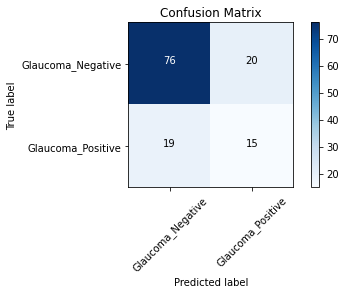 Confusion Matrix
Glaucoma_Negative
Glaucoma_Positive
True label
76 20
19 15
Glaucoma_Negative
Glaucoma_Positive
Predicted label
70
60
50
40
30
20